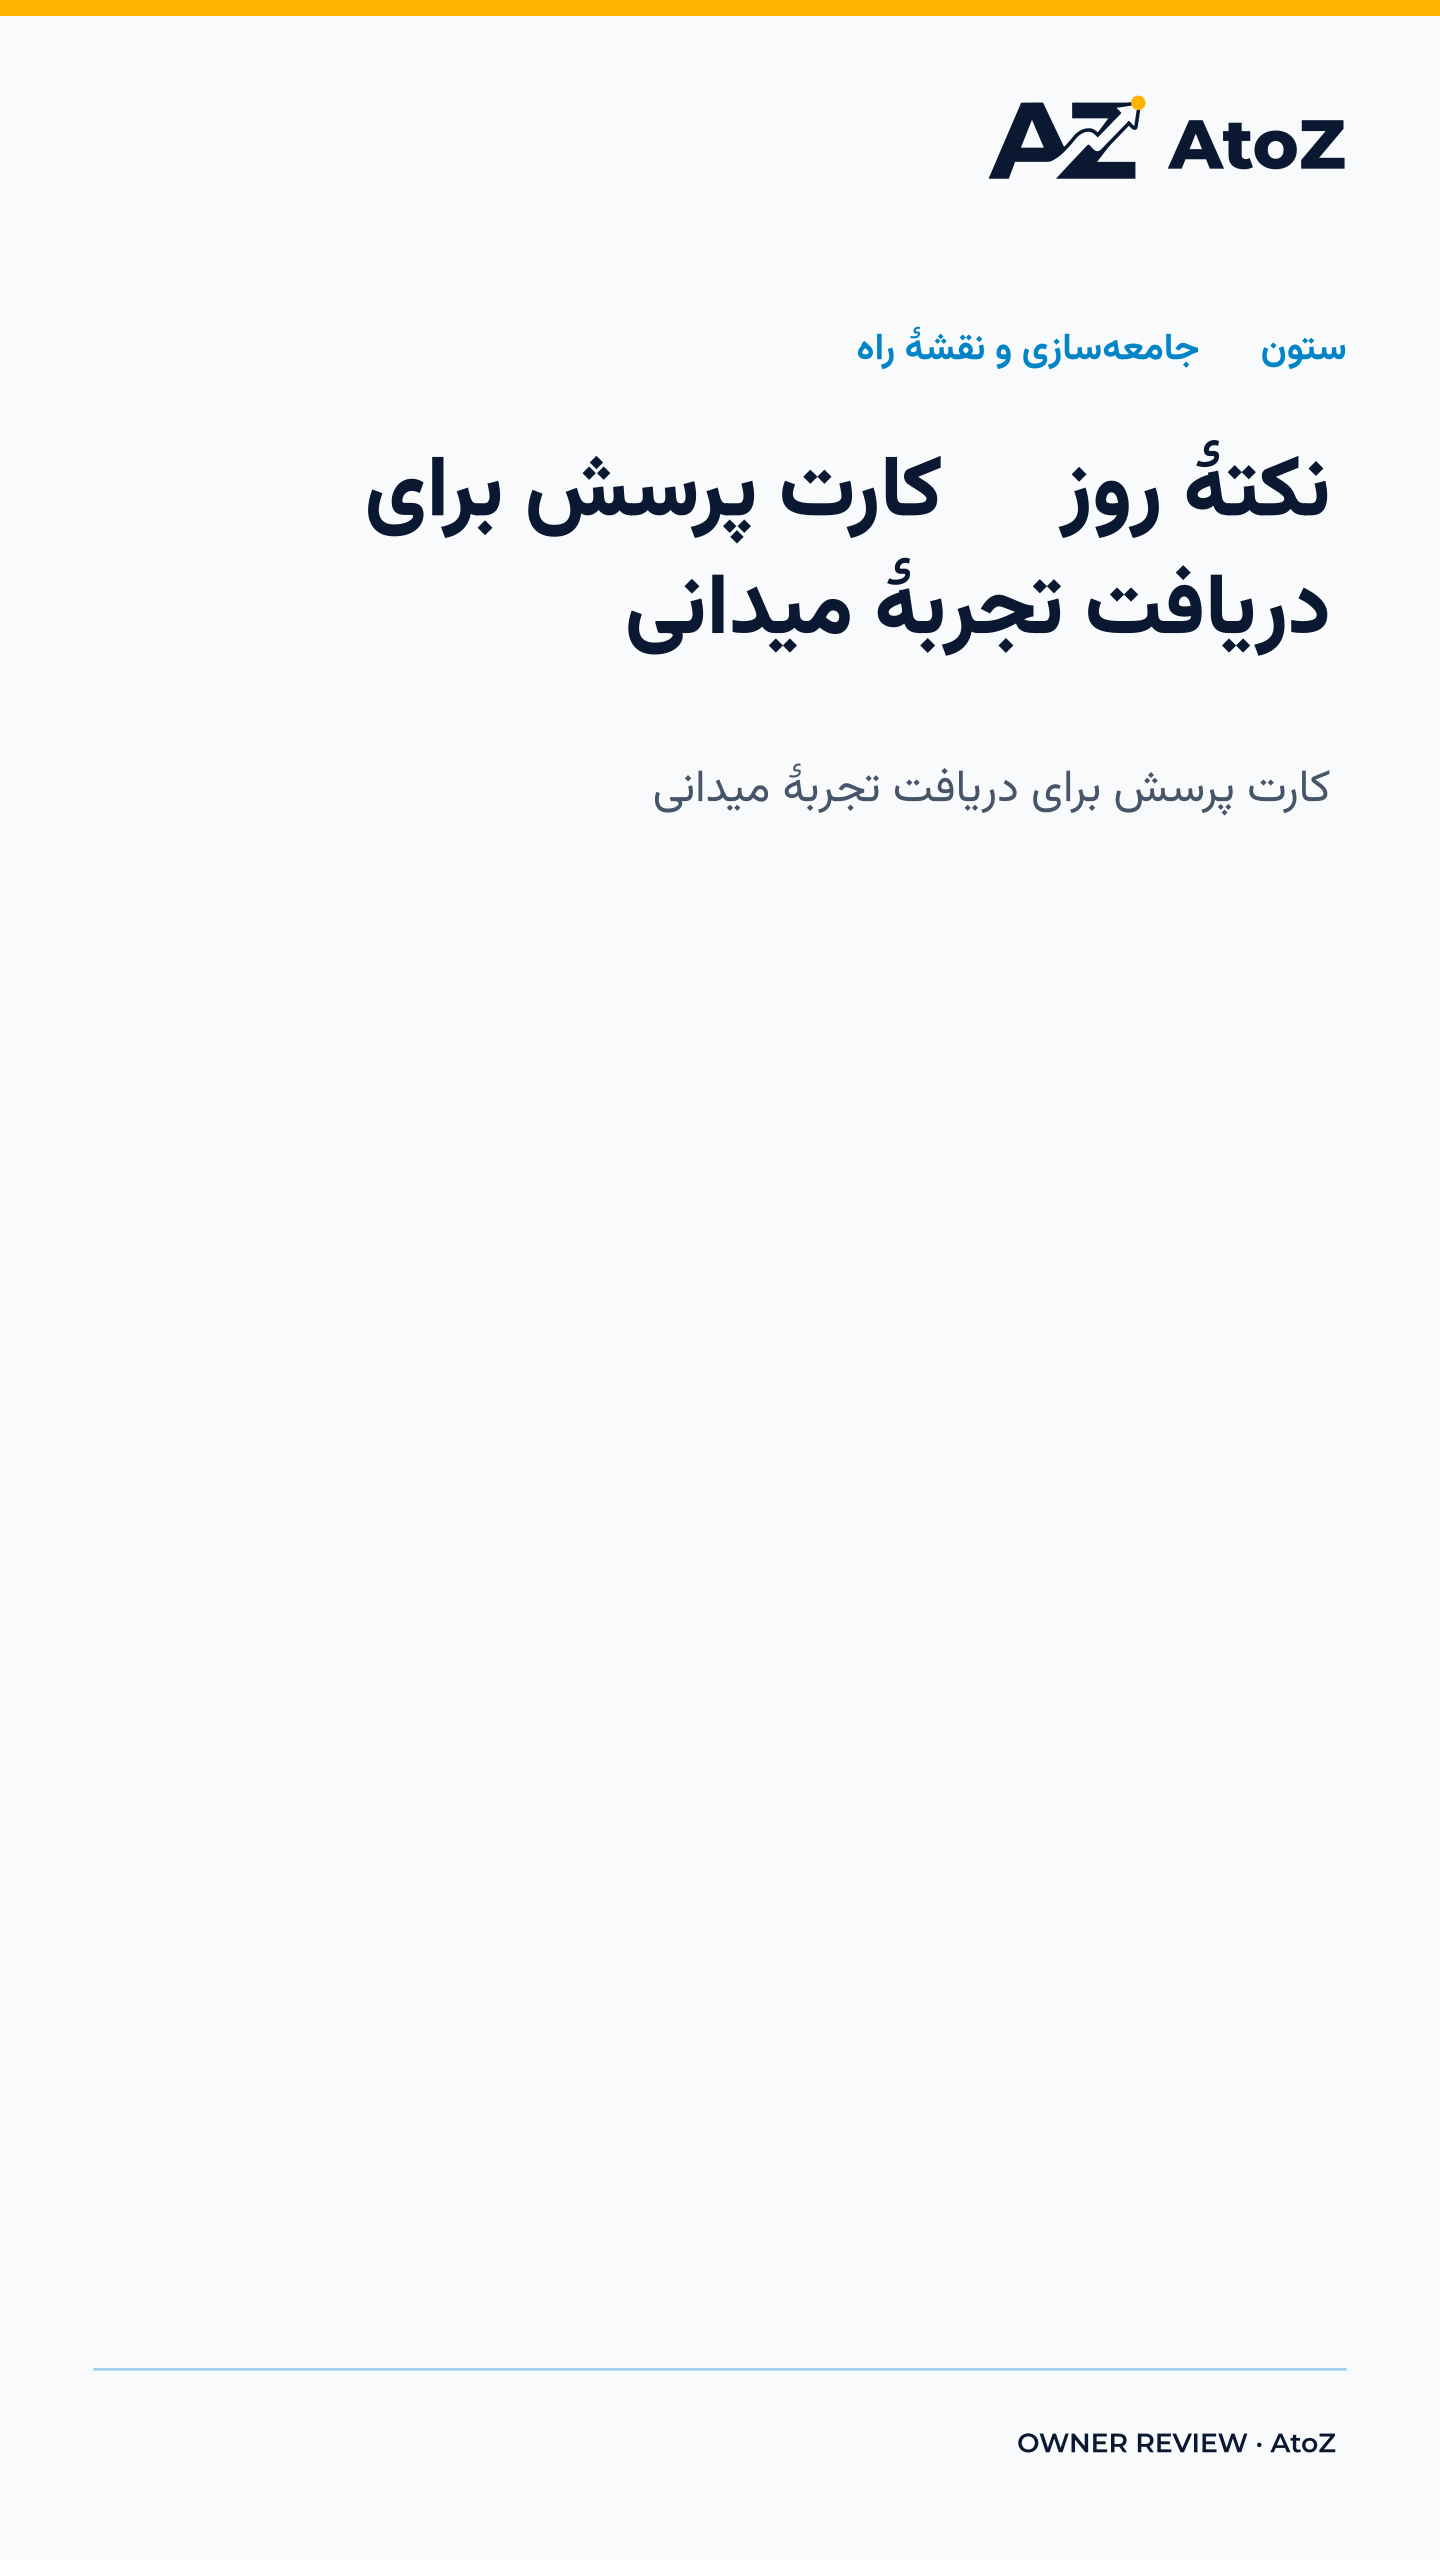 AZ AtoZ
ستون جامعه‌سازی و نقشهٔ راه
نکتهٔ روز کارت پرسش برای
دریافت تجربهٔ میدانی
کارت پرسش برای دریافت تجربهٔ میدانی
OWNER REVIEW · AtoZ